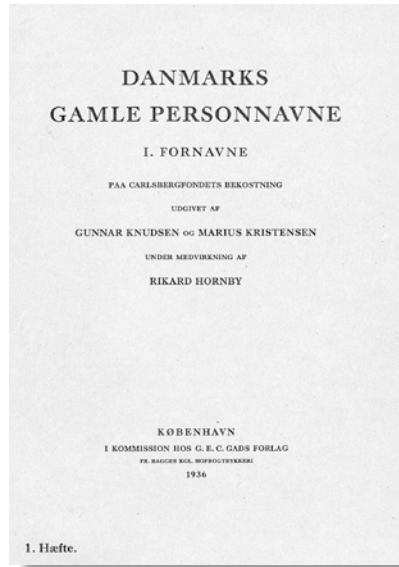 DANMARKS
GAMLE PERSONNAVNE
I. FORNAVNE
PAA CARLSBERGFONDETS BEKOSTNING
UDGIVET AF
GUNNAR KNUDSEN OG MARIUS KRISTENSEN
UNDER MEDVIRKNING AF
RIKARD HORNBY
KØBENHAVN
I KOMMISSION HOS G. E. C. GADS FORLAG
FR. BAGGES KGL. HOFBOGTRYKKERI
1936
1. Hæfte.